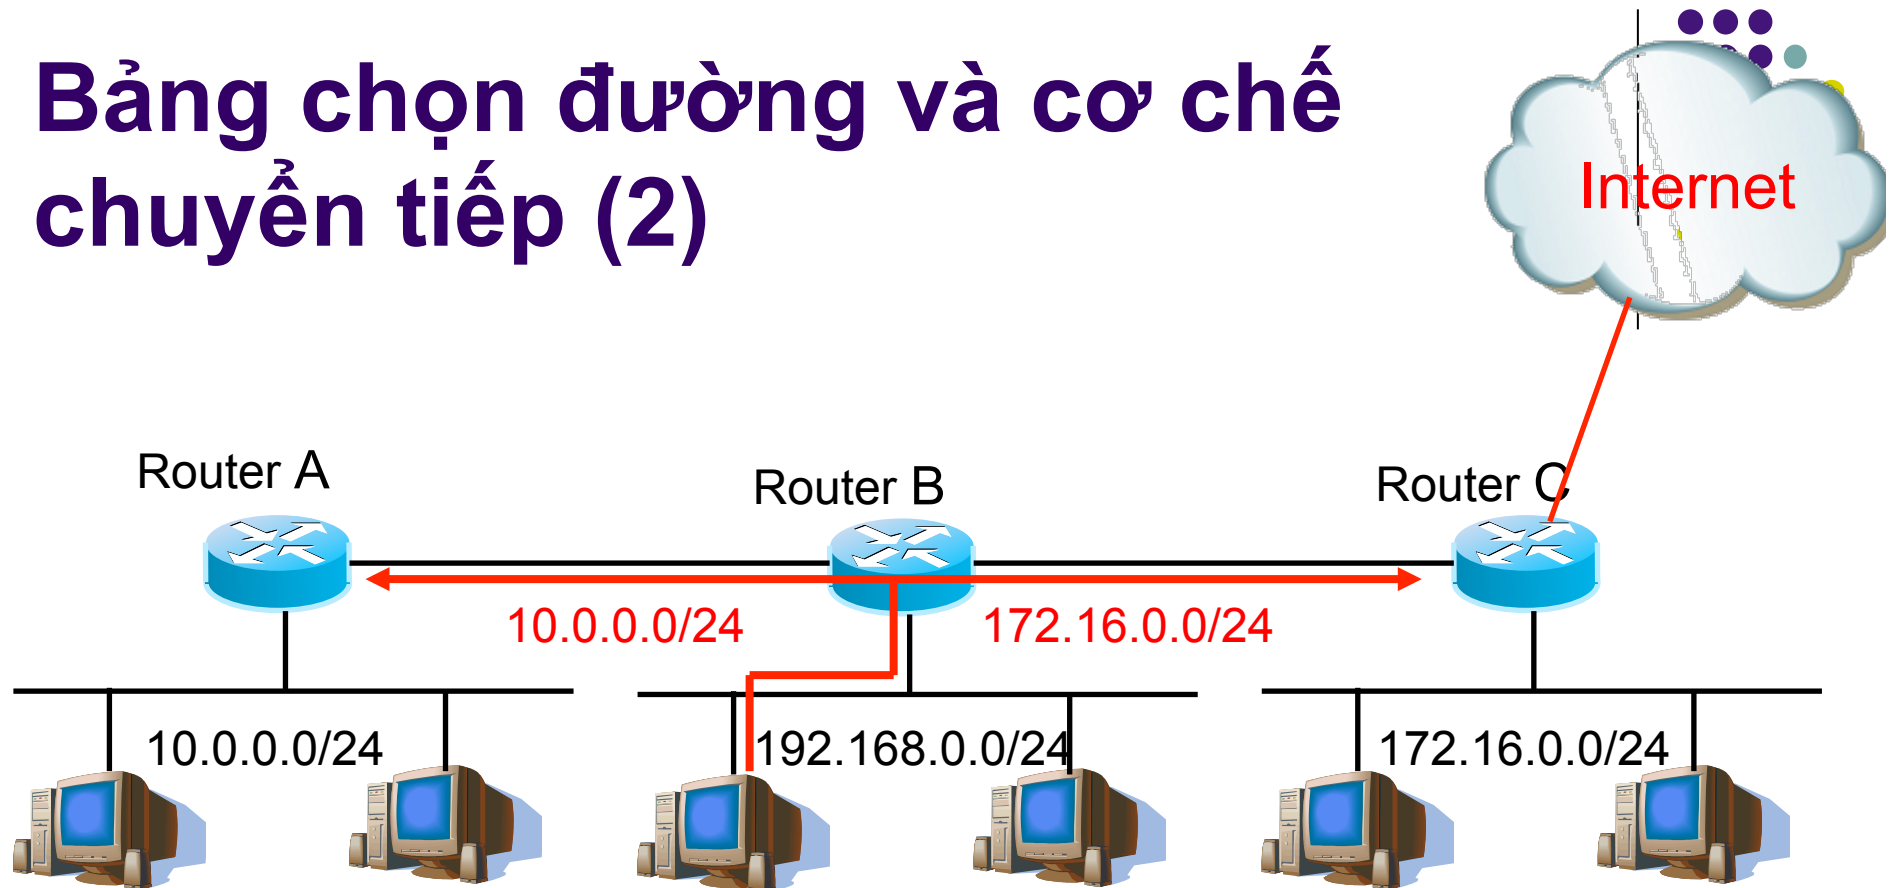 Bảng chọn đường và cơ chế
chuyển tiếp (2)
Internet
Router A
Router B
Router C
10.0.0.0/24
172.16.0.0/24
10.0.0.0/24
192.168.0.0/24
172.16.0.0/24